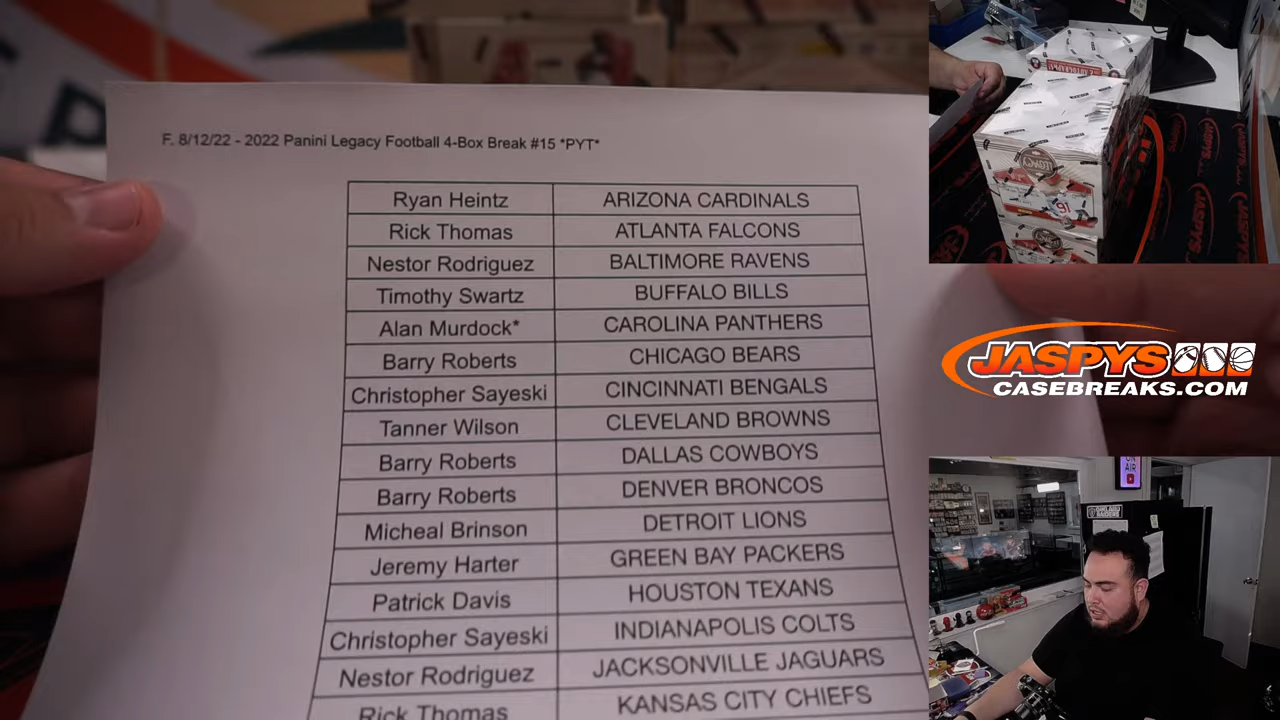 F. 8/12/22 - 2022 Panini Legacy Football 4-Box Break #15 *PYT*
Ryan Heintz ARIZONA CARDINALS
Rick Thomas ATLANTA FALCONS
Nestor Rodriguez BALTIMORE RAVENS
Timothy Swartz BUFFALO BILLS
Alan Murdock* CAROLINA PANTHERS
Barry Roberts CHICAGO BEARS
Christopher Sayeski CINCINNATI BENGALS
Tanner Wilson CLEVELAND BROWNS
Barry Roberts DALLAS COWBOYS
Barry Roberts DENVER BRONCOS
Micheal Brinson DETROIT LIONS
Jeremy Harter GREEN BAY PACKERS
Patrick Davis HOUSTON TEXANS
Christopher Sayeski INDIANAPOLIS COLTS
Nestor Rodriguez JACKSONVILLE JAGUARS
Rick Thomas KANSAS CITY CHIEFS
JASPYS
CASEBREAKS.COM
ON
AIR